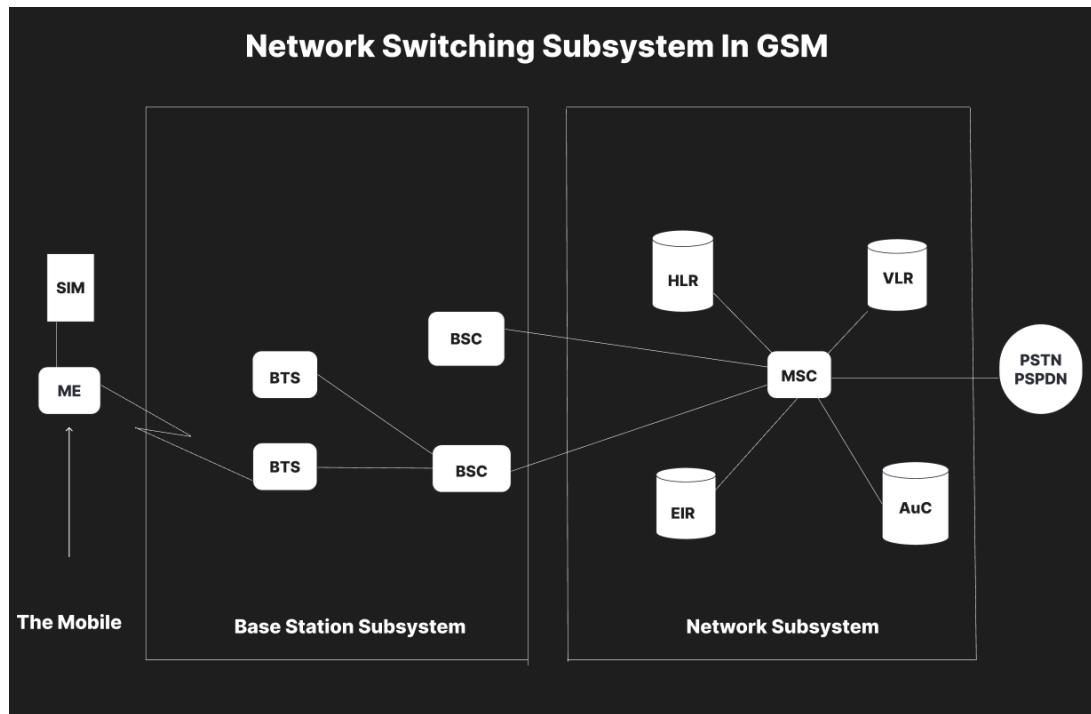 Network Switching Subsystem In GSM
SIM
ME
The Mobile
BTS
BTS
BSC
BSC
Base Station Subsystem
HLR
VLR
MSC
EIR
AuC
Network Subsystem
PSTN
PSPDN